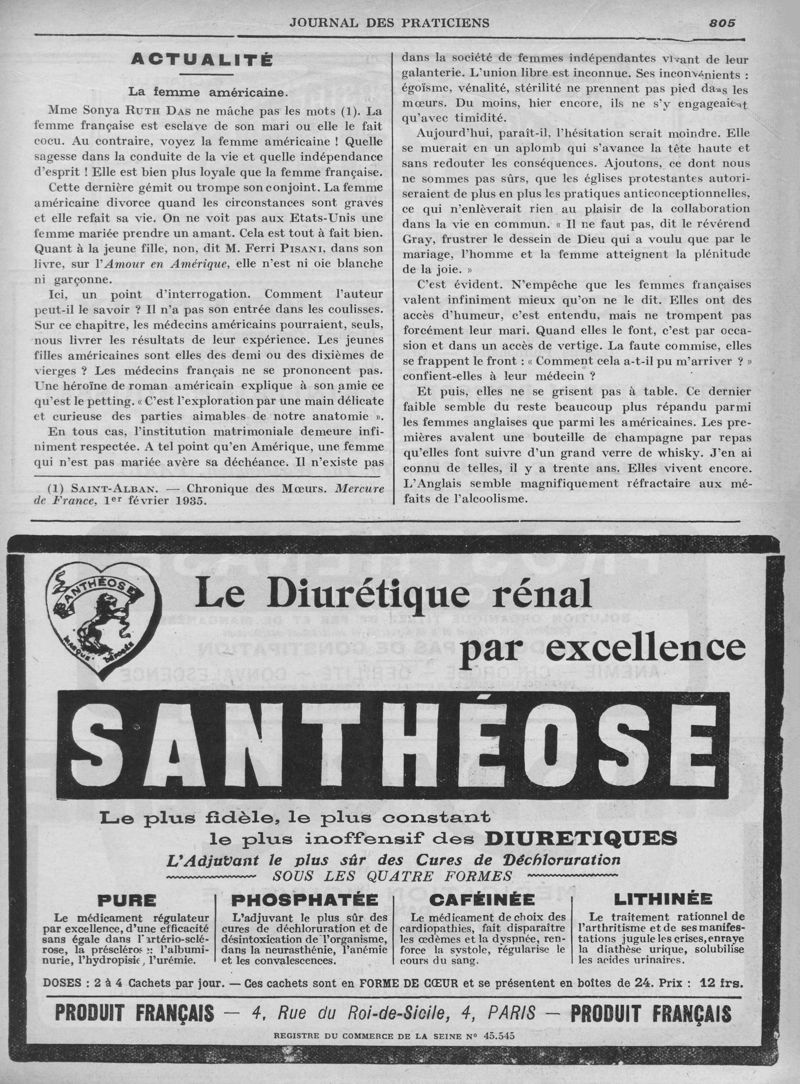 JOURNAL DES PRATICIENS
805
ACTUALITÉ
La femme américaine.
Mme Sonya RUTH DAS ne mâche pas les mots (1). La
femme française est esclave de son mari ou elle le fait
cocu. Au contraire, voyez la femme américaine ! Quelle
sagesse dans la conduite de la vie et quelle indépendance
d'esprit ! Elle est bien plus loyale que la femme française.
Cette dernière gémit ou trompe son conjoint. La femme
américaine divorce quand les circonstances sont graves
et elle refait sa vie. On ne voit pas aux Etats-Unis une
femme mariée prendre un amant. Cela est tout à fait bien.
Quant à la jeune fille, non, dit M. Ferri PISANI, dans son
livre, sur l'Amour en Amérique, elle n'est ni oie blanche
ni garçonne.
Ici, un point d'interrogation. Comment l'auteur
peut-il le savoir ? Il n'a pas son entrée dans les coulisses.
Sur ce chapitre, les médecins américains pourraient, seuls,
nous livrer les résultats de leur expérience. Les jeunes
filles américaines sont elles des demi ou des dixièmes de
vierges ? Les médecins français ne se prononcent pas.
Une héroïne de roman américain explique à son amie ce
qu'est le petting. « C'est l'exploration par une main délicate
et curieuse des parties aimables de notre anatomie ».
En tous cas, l'institution matrimoniale demeure infi-
niment respectée. A tel point qu'en Amérique, une femme
qui n'est pas mariée avère sa déchéance. Il n'existe pas
(1) SAINT-ALBAN. — Chronique des Mœurs. Mercure
de France, 1er février 1935.
dans la société de femmes indépendantes vivant de leur
galanterie. L'union libre est inconnue. Ses inconvénients :
égoïsme, vénalité, stérilité ne prennent pas pied dans les
mœurs. Du moins, hier encore, ils ne s'y engageaient
qu'avec timidité.
Aujourd'hui, paraît-il, l'hésitation serait moindre. Elle
se muerait en un aplomb qui s'avance la tête haute et
sans redouter les conséquences. Ajoutons, ce dont nous
ne sommes pas sûrs, que les églises protestantes autori-
seraient de plus en plus les pratiques anticonceptionnelles,
ce qui n'enlèverait rien au plaisir de la collaboration
dans la vie en commun. « Il ne faut pas, dit le révérend
Gray, frustrer le dessein de Dieu qui a voulu que par le
mariage, l'homme et la femme atteignent la plénitude
de la joie. »
C'est évident. N'empêche que les femmes françaises
valent infiniment mieux qu'on ne le dit. Elles ont des
accès d'humeur, c'est entendu, mais ne trompent pas
forcément leur mari. Quand elles le font, c'est par occa-
sion et dans un accès de vertige. La faute commise, elles
se frappent le front : « Comment cela a-t-il pu m'arriver ? »
confient-elles à leur médecin ?
Et puis, elles ne se grisent pas à table. Ce dernier
faible semble du reste beaucoup plus répandu parmi
les femmes anglaises que parmi les américaines. Les pre-
mières avalent une bouteille de champagne par repas
qu'elles font suivre d'un grand verre de whisky. J'en ai
connu de telles, il y a trente ans. Elles vivent encore.
L'Anglais semble magnifiquement réfractaire aux mé-
faits de l'alcoolisme.
SANTHÉOSE
MARQUE DÉPOSÉE
Le Diurétique rénal
par excellence
SANTHÉOSE
Le plus fidèle, le plus constant
le plus inoffensif des DIURETIQUES
L'Adjuvant le plus sûr des Cures de Déchloruration
SOUS LES QUATRE FORMES
PURE
Le médicament régulateur
par excellence, d'une efficacité
sans égale dans l'artério-sclé-
rose, la présclérose, l'albumi-
nurie, l'hydropisie, l'urémie.
PHOSPHATÉE
L'adjuvant le plus sûr des
cures de déchloruration et de
désintoxication de l'organisme,
dans la neurasthénie, l'anémie
et les convalescences.
CAFÉINÉE
Le médicament de choix des
cardiopathies, fait disparaître
les œdèmes et la dyspnée, ren-
force la systole, régularise le
cours du sang.
LITHINÉE
Le traitement rationnel de
l'arthritisme et de ses manifes-
tations jugule les crises, enraye
la diathèse urique, solubilise
les acides urinaires.
DOSES : 2 à 4 Cachets par jour. — Ces cachets sont en FORME DE CŒUR et se présentent en boîtes de 24. Prix : 12 frs.
PRODUIT FRANÇAIS — 4, Rue du Roi-de-Sicile, 4, PARIS — PRODUIT FRANÇAIS
REGISTRE DU COMMERCE DE LA SEINE N° 45.545